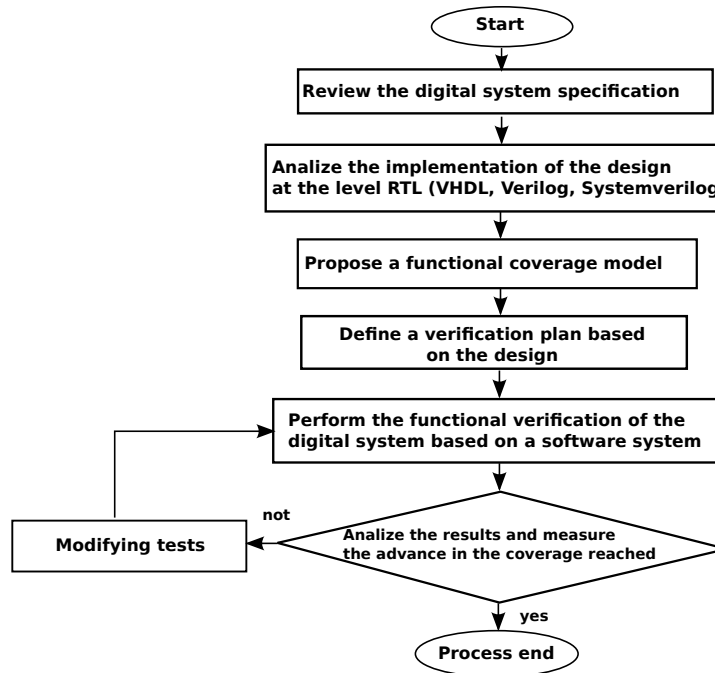 Start
Review the digital system specification
Analize the implementation of the design
at the level RTL (VHDL, Verilog, Systemverilog
Propose a functional coverage model
Define a verification plan based
on the design
Perform the functional verification of the
digital system based on a software system
not
Modifying tests
Analize the results and measure
the advance in the coverage reached
yes
Process end